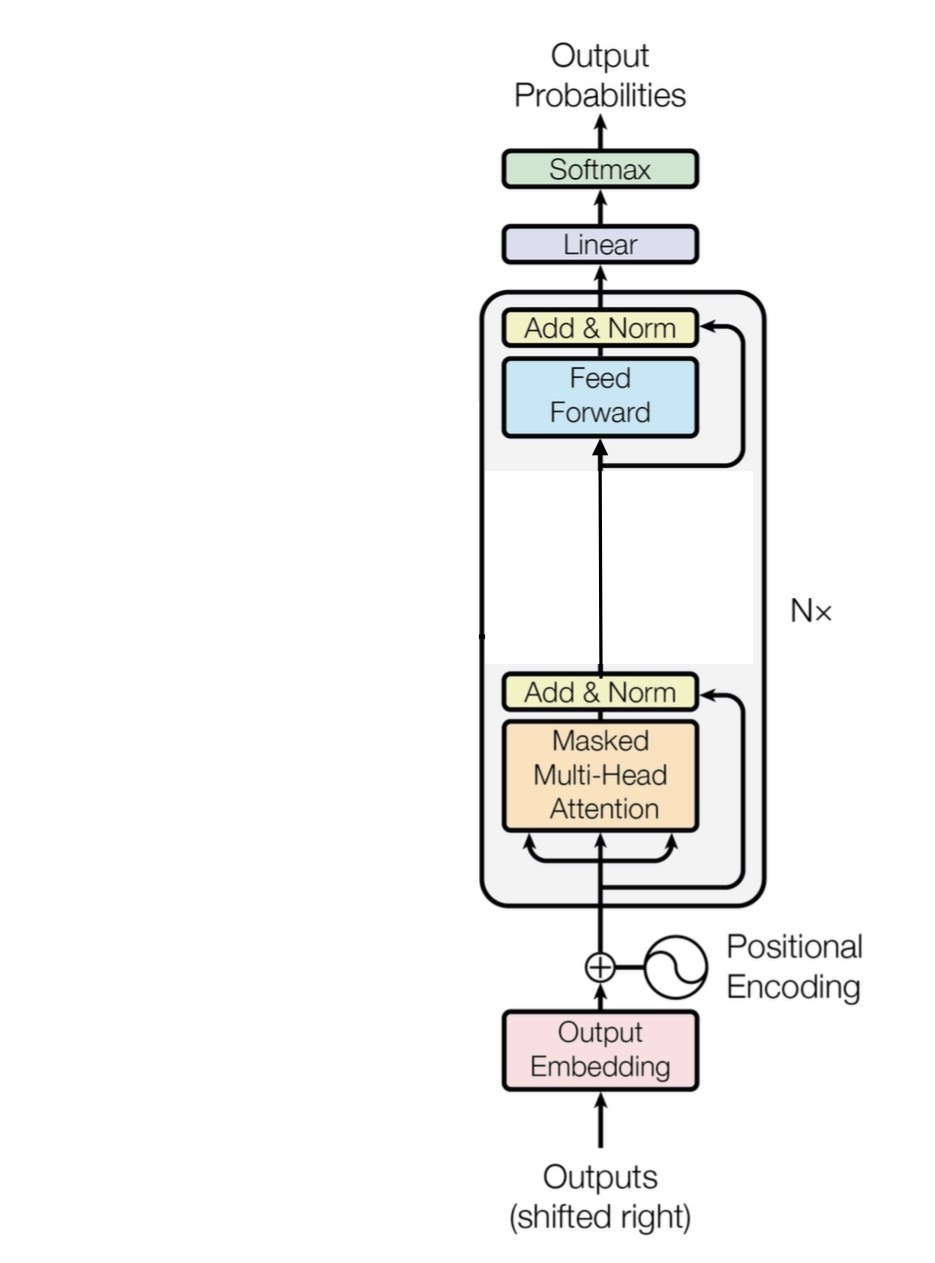 Output
Probabilities
Softmax
Linear
Add & Norm
Feed
Forward
N×
Add & Norm
Masked
Multi-Head
Attention
Positional
Encoding
Output
Embedding
Outputs
(shifted right)